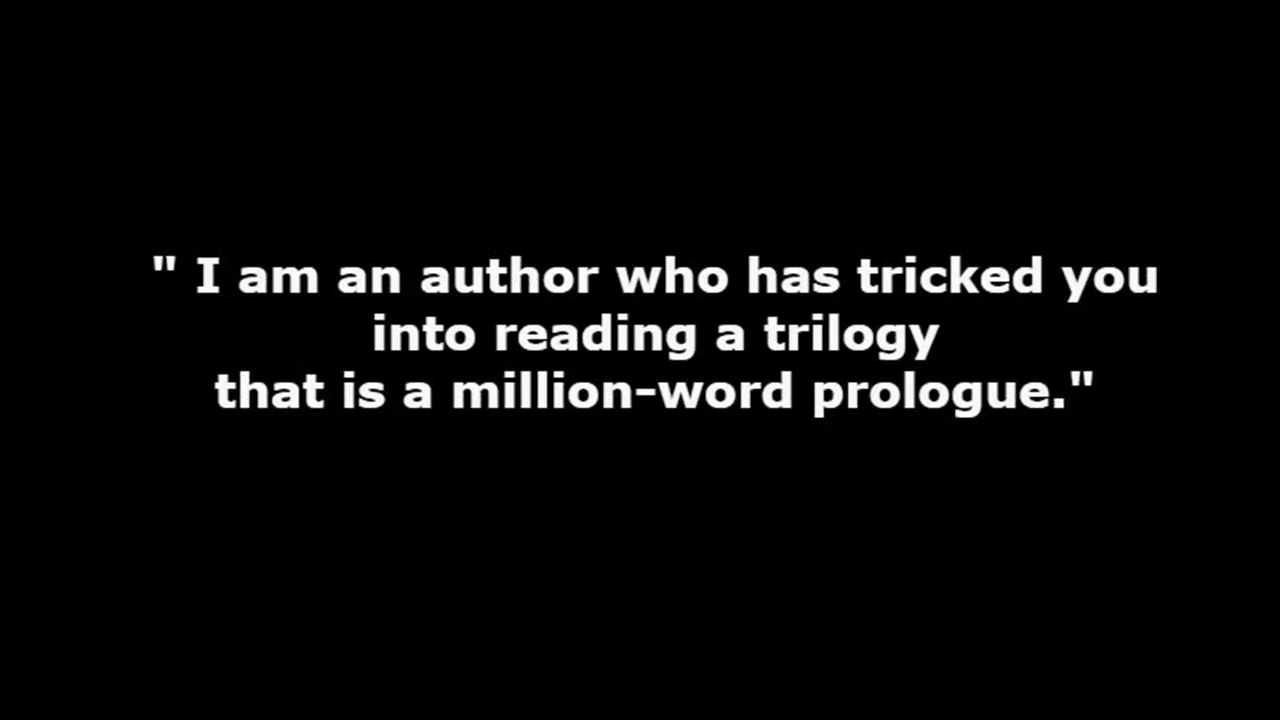 " I am an author who has tricked you
into reading a trilogy
that is a million-word prologue."